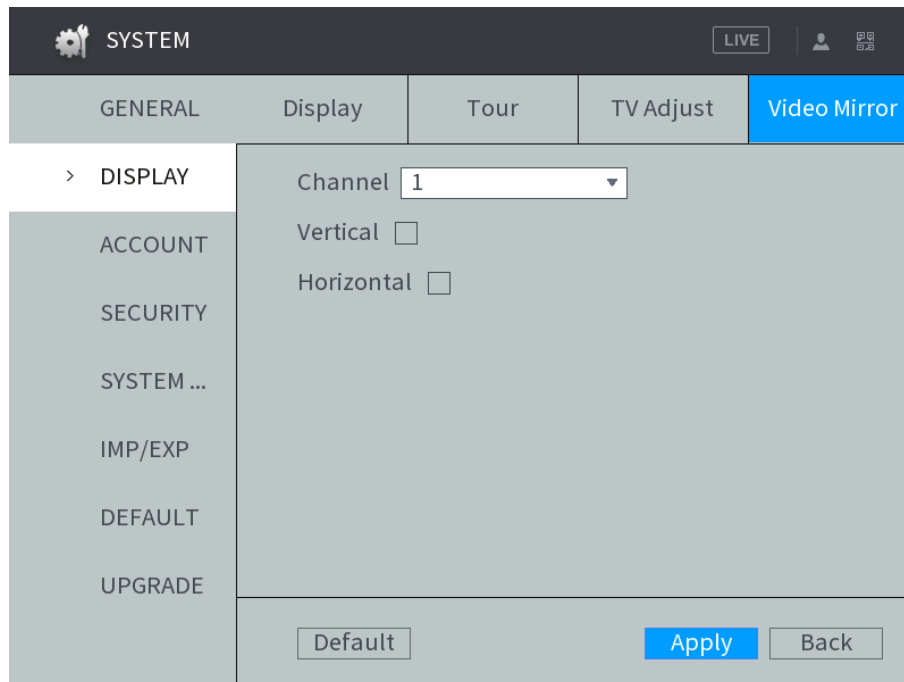 SYSTEM
LIVE
GENERAL
Display
Tour
TV Adjust
Video Mirror
> DISPLAY
Channel 1
ACCOUNT
Vertical
Horizontal
SECURITY
SYSTEM ...
IMP/EXP
DEFAULT
UPGRADE
Default
Apply
Back